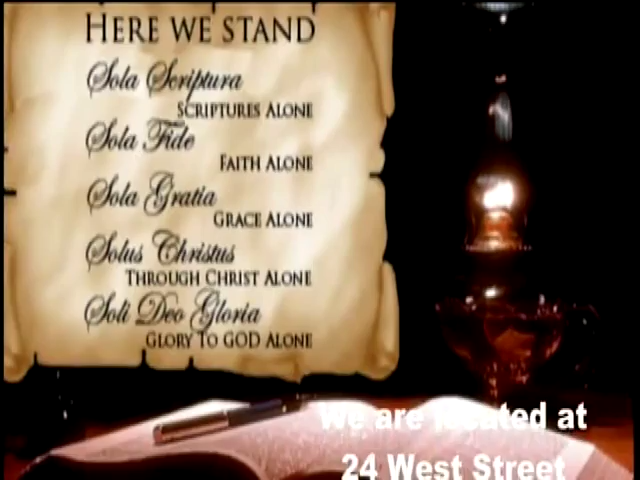 HERE WE STAND
Sola Scriptura
SCRIPTURES ALONE
Sola Fide
FAITH ALONE
Sola Gratia
GRACE ALONE
Solus Christus
THROUGH CHRIST ALONE
Soli Deo Gloria
GLORY TO GOD ALONE
We are located at
24 West Street